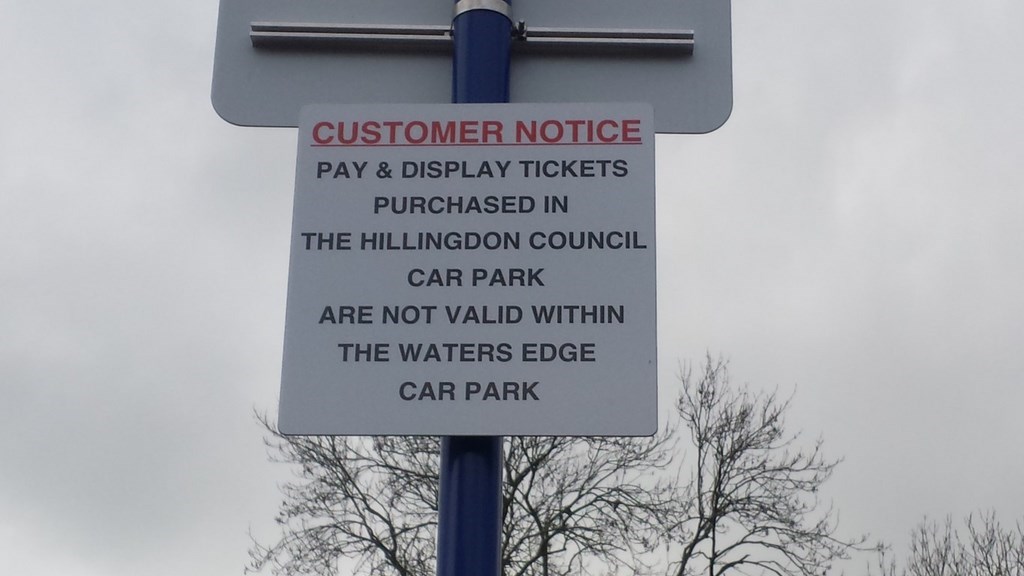 CUSTOMER NOTICE
PAY & DISPLAY TICKETS
PURCHASED IN
THE HILLINGDON COUNCIL
CAR PARK
ARE NOT VALID WITHIN
THE WATERS EDGE
CAR PARK